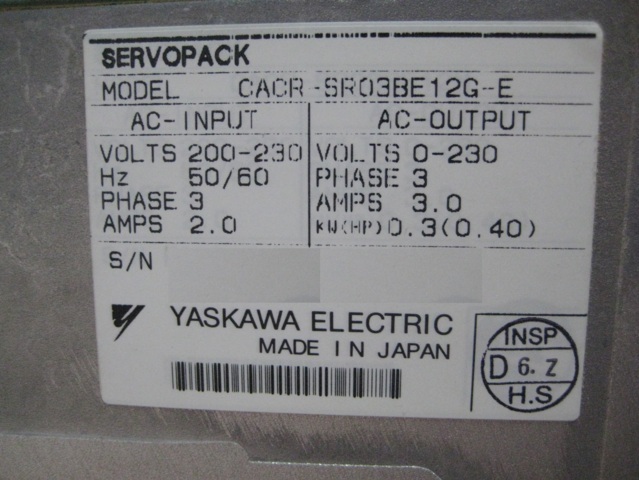 SERVOPACK
MODEL CACR-SR03BE12G-E
AC-INPUT AC-OUTPUT
VOLTS 200-230 VOLTS 0-230
Hz 50/60 PHASE 3
PHASE 3 AMPS 3.0
AMPS 2.0 KW(HP) 0.3(0.40)
S/N
YASKAWA ELECTRIC
MADE IN JAPAN
INSP
D 6. Z
H.S